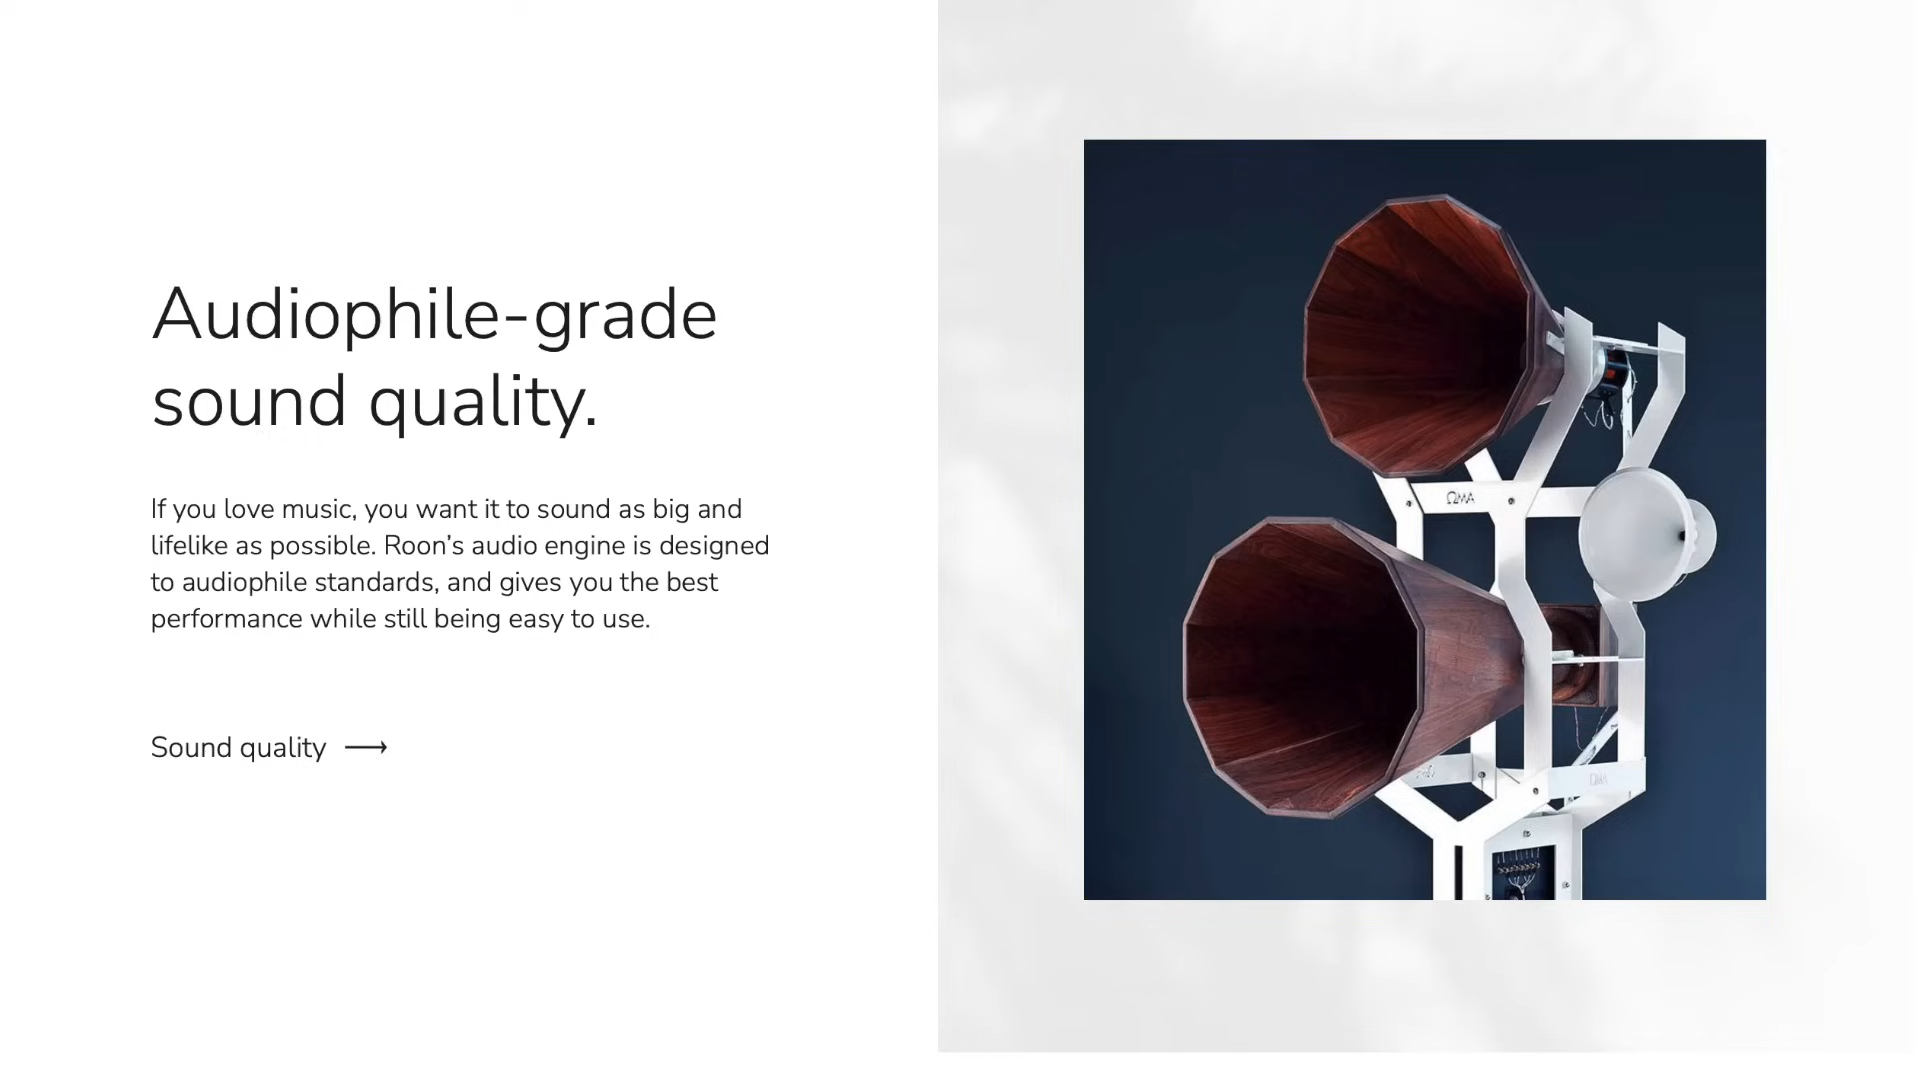 Audiophile-grade
sound quality.
If you love music, you want it to sound as big and
lifelike as possible. Roon’s audio engine is designed
to audiophile standards, and gives you the best
performance while still being easy to use.
Sound quality ⟶
ΩMA
ΩMA